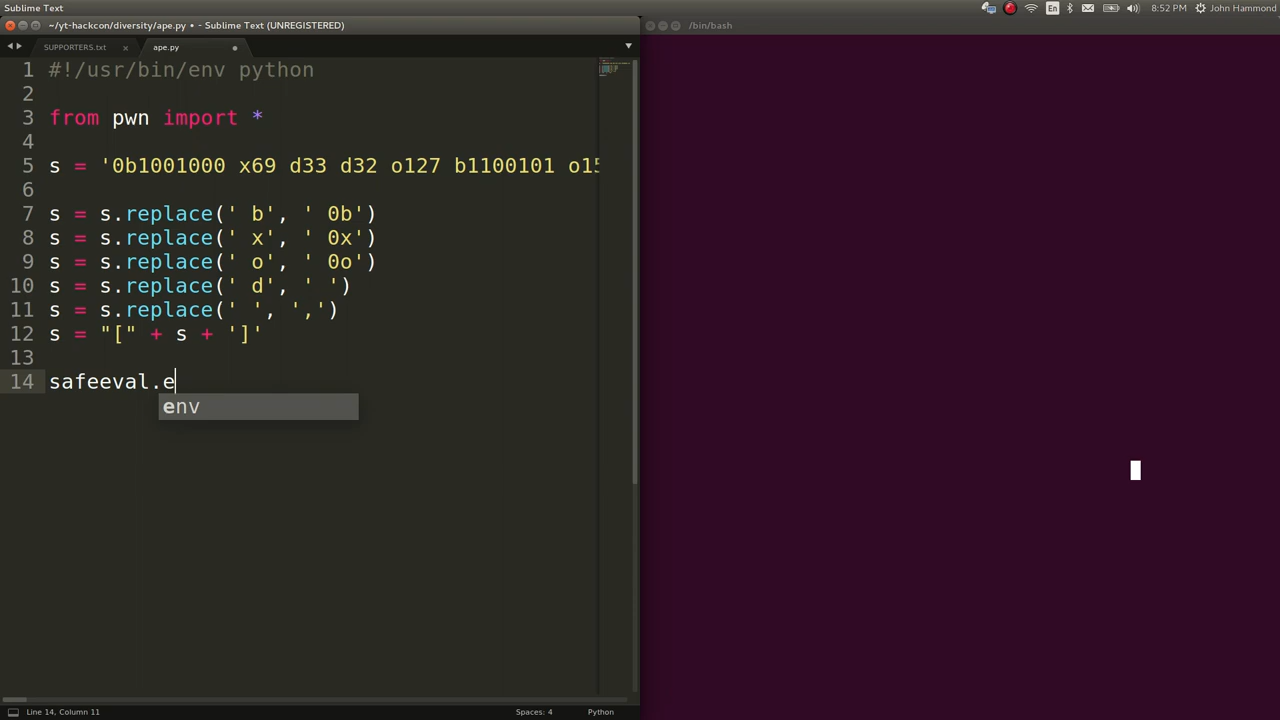 Sublime Text
En
8:52 PM
John Hammond
~/yt-hackcon/diversity/ape.py • - Sublime Text (UNREGISTERED)
/bin/bash
SUPPORTERS.txt
ape.py
1 #!/usr/bin/env python
2
3 from pwn import *
4
5 s = '0b1001000 x69 d33 d32 o127 b1100101 o15
6
7 s = s.replace(' b', ' 0b')
8 s = s.replace(' x', ' 0x')
9 s = s.replace(' o', ' 0o')
10 s = s.replace(' d', ' ')
11 s = s.replace(' ', ',')
12 s = "[" + s + ']'
13
14 safeeval.e
env
Line 14, Column 11
Spaces: 4
Python